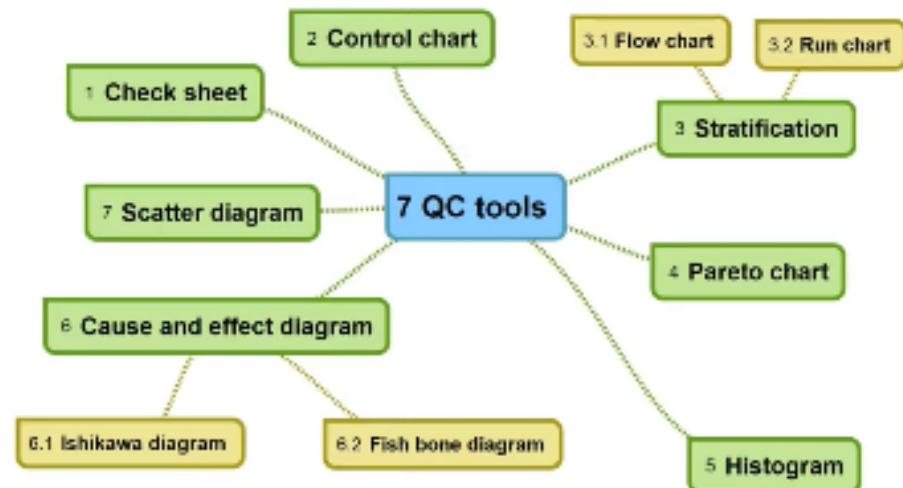 2 Control chart
3.1 Flow chart
3.2 Run chart
1 Check sheet
3 Stratification
7 QC tools
7 Scatter diagram
4 Pareto chart
6 Cause and effect diagram
6.1 Ishikawa diagram
6.2 Fish bone diagram
5 Histogram